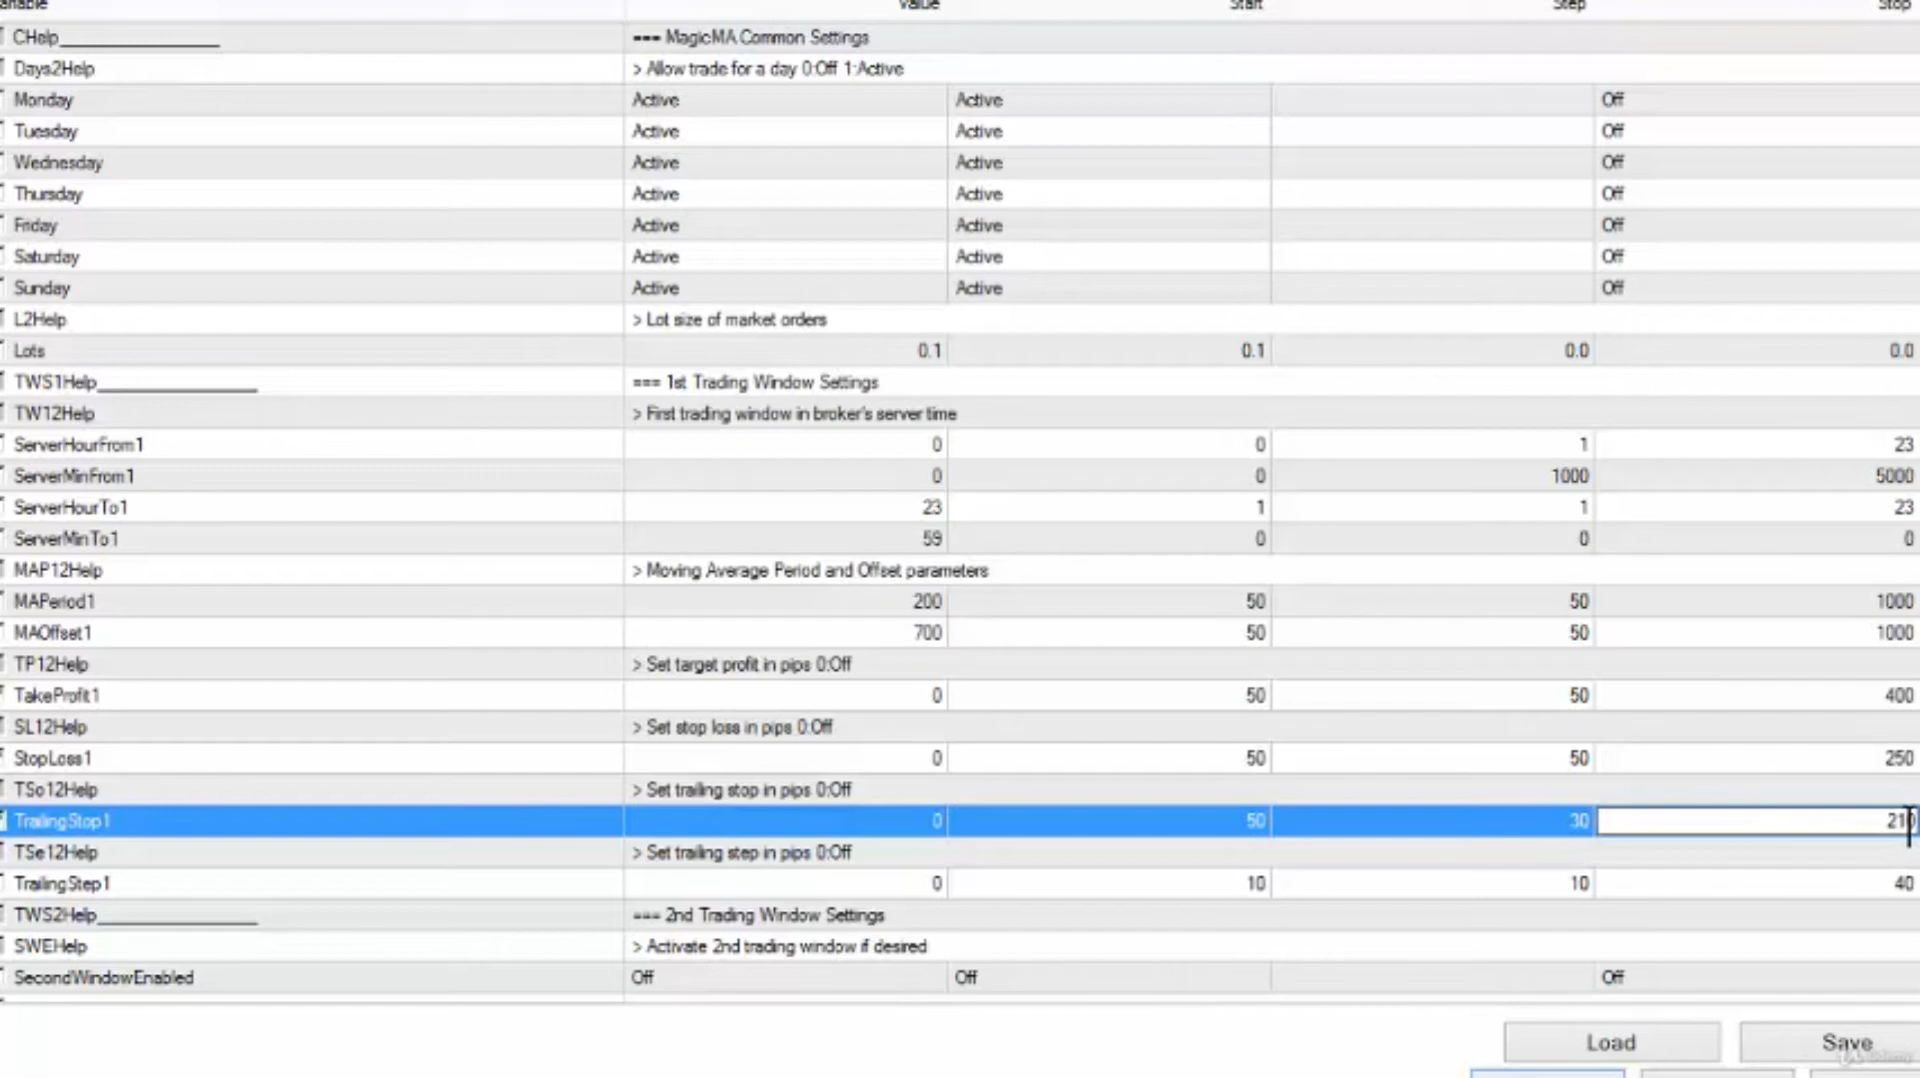 Variable Value Start Step Stop
CHelp_______________ === MagicMA Common Settings
Days2Help > Allow trade for a day 0:Off 1:Active
Monday Active Active Off
Tuesday Active Active Off
Wednesday Active Active Off
Thursday Active Active Off
Friday Active Active Off
Saturday Active Active Off
Sunday Active Active Off
L2Help > Lot size of market orders
Lots 0.1 0.1 0.0 0.0
TWS1Help_______________ === 1st Trading Window Settings
TW12Help > First trading window in broker's server time
ServerHourFrom1 0 0 1 23
ServerMinFrom1 0 0 1000 5000
ServerHourTo1 23 1 1 23
ServerMinTo1 59 0 0 0
MAP12Help > Moving Average Period and Offset parameters
MAPeriod1 200 50 50 1000
MAOffset1 700 50 50 1000
TP12Help > Set target profit in pips 0:Off
TakeProfit1 0 50 50 400
SL12Help > Set stop loss in pips 0:Off
StopLoss1 0 50 50 250
TSo12Help > Set trailing stop in pips 0:Off
TrailingStop1 0 50 30 210
TSe12Help > Set trailing step in pips 0:Off
TrailingStep1 0 10 10 40
TWS2Help_______________ === 2nd Trading Window Settings
SWEHelp > Activate 2nd trading window if desired
SecondWindowEnabled Off Off Off
Load Save